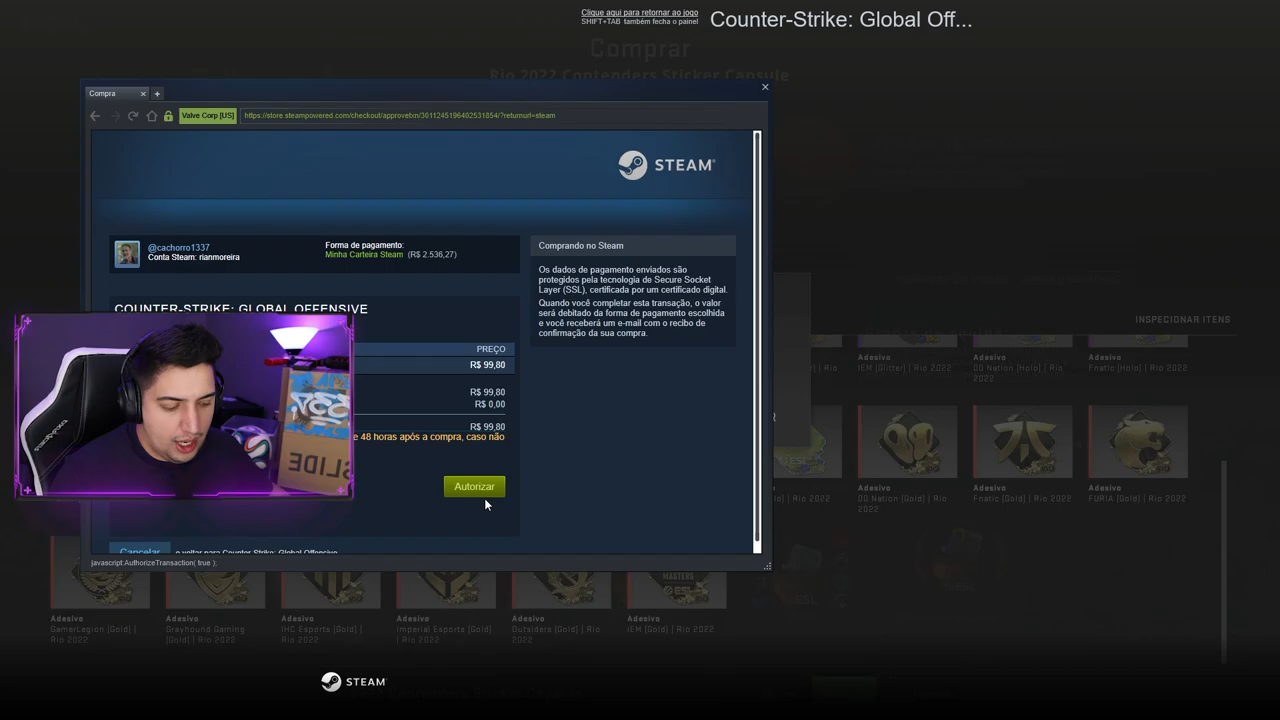 Clique aqui para retornar ao jogo
SHIFT+TAB também fecha o painel
Counter-Strike: Global Off...
Comprar
Rio 2022 Contenders Sticker Capsule
Compra
Valve Corp [US]
https://store.steampowered.com/checkout/approvetxn/3011245196402531854/?returnurl=steam
STEAM
@cachorro1337
Conta Steam: rianmoreira
Forma de pagamento:
Minha Carteira Steam (R$ 2.536,27)
Comprando no Steam
Os dados de pagamento enviados são
protegidos pela tecnologia de Secure Socket
Layer (SSL), certificada por um certificado digital.
Quando você completar esta transação, o valor
será debitado da forma de pagamento escolhida
e você receberá um e-mail com o recibo de
confirmação da sua compra.
COUNTER-STRIKE: GLOBAL OFFENSIVE
PREÇO
R$ 99,80
R$ 99,80
R$ 0,00
R$ 99,80
e 48 horas após a compra, caso não
Autorizar
Cancelar e voltar para Counter-Strike: Global Offensive
javascript:AuthorizeTransaction( true );
INSPECIONAR ITENS
IEM (Glitter) | Rio 2022
00 Nation (Holo) | Rio 2022
Fnatic (Holo) | Rio 2022
Adesivo
00 Nation (Gold) | Rio 2022
Adesivo
Fnatic (Gold) | Rio 2022
Adesivo
FURIA (Gold) | Rio 2022
Adesivo
GamerLegion (Gold) | Rio 2022
Adesivo
Grayhound Gaming (Gold) | Rio 2022
Adesivo
IHC Esports (Gold) | Rio 2022
Adesivo
Imperial Esports (Gold) | Rio 2022
Adesivo
Outsiders (Gold) | Rio 2022
MASTERS
ESL
Adesivo
IEM (Gold) | Rio 2022
SLIDE
STEAM